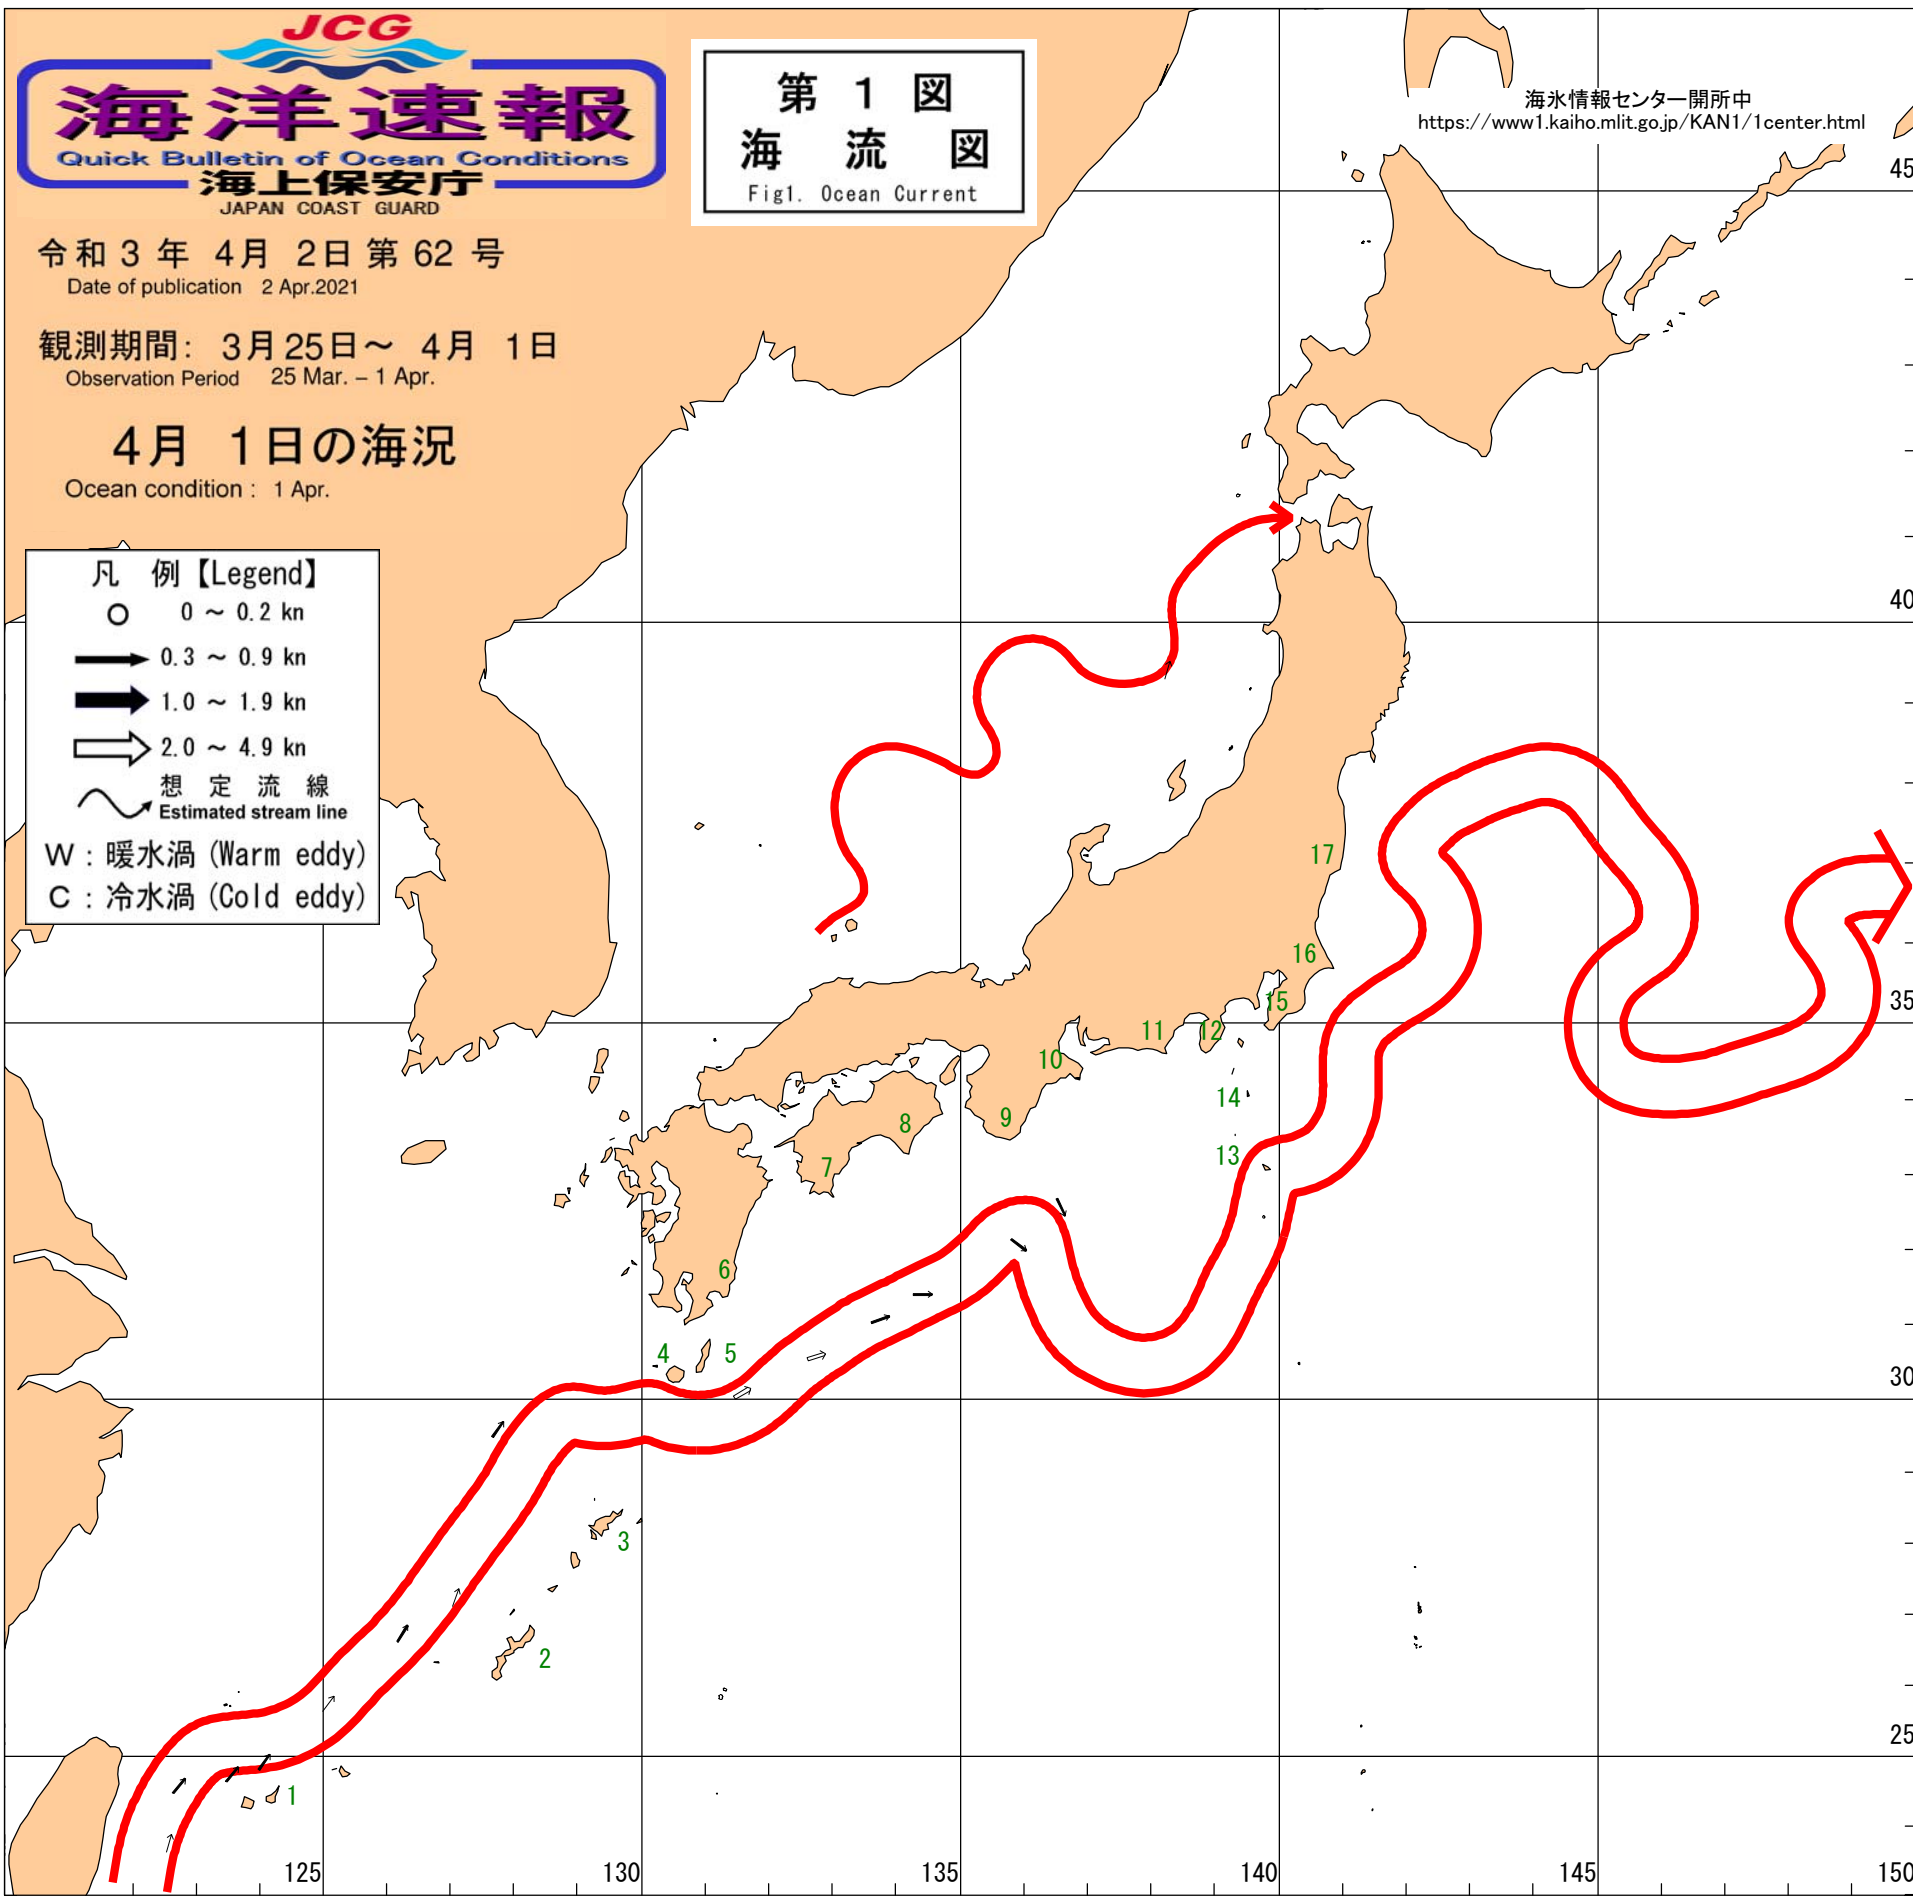 JCG
海洋速報
Quick Bulletin of Ocean Conditions
海上保安庁
JAPAN COAST GUARD
第 1 図
海 流 図
Fig1. Ocean Current
海氷情報センター開所中
https://www1.kaiho.mlit.go.jp/KAN1/1center.html
令和 3 年 4月 2日 第 62 号
Date of publication 2 Apr.2021
観測期間: 3月25日～ 4月 1日
Observation Period 25 Mar. – 1 Apr.
4月 1日の海況
Ocean condition : 1 Apr.
凡 例【Legend】
0 ～ 0.2 kn
0.3 ～ 0.9 kn
1.0 ～ 1.9 kn
2.0 ～ 4.9 kn
想 定 流 線
Estimated stream line
W : 暖水渦 (Warm eddy)
C : 冷水渦 (Cold eddy)
45
40
35
30
25
17
16
15
11
12
10
14
9
8
13
7
6
4
5
3
2
1
125
130
135
140
145
150